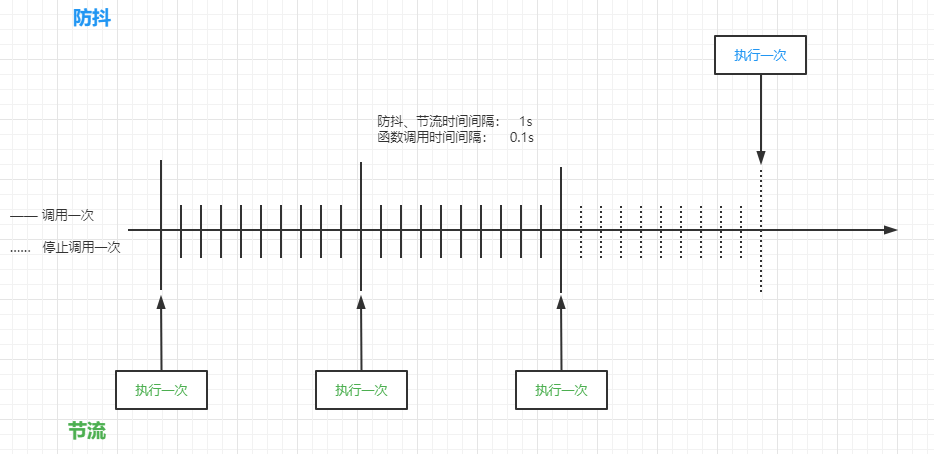 防抖
执行一次
防抖、节流时间间隔： 1s
函数调用时间间隔： 0.1s
—— 调用一次
...... 停止调用一次
执行一次
执行一次
执行一次
节流